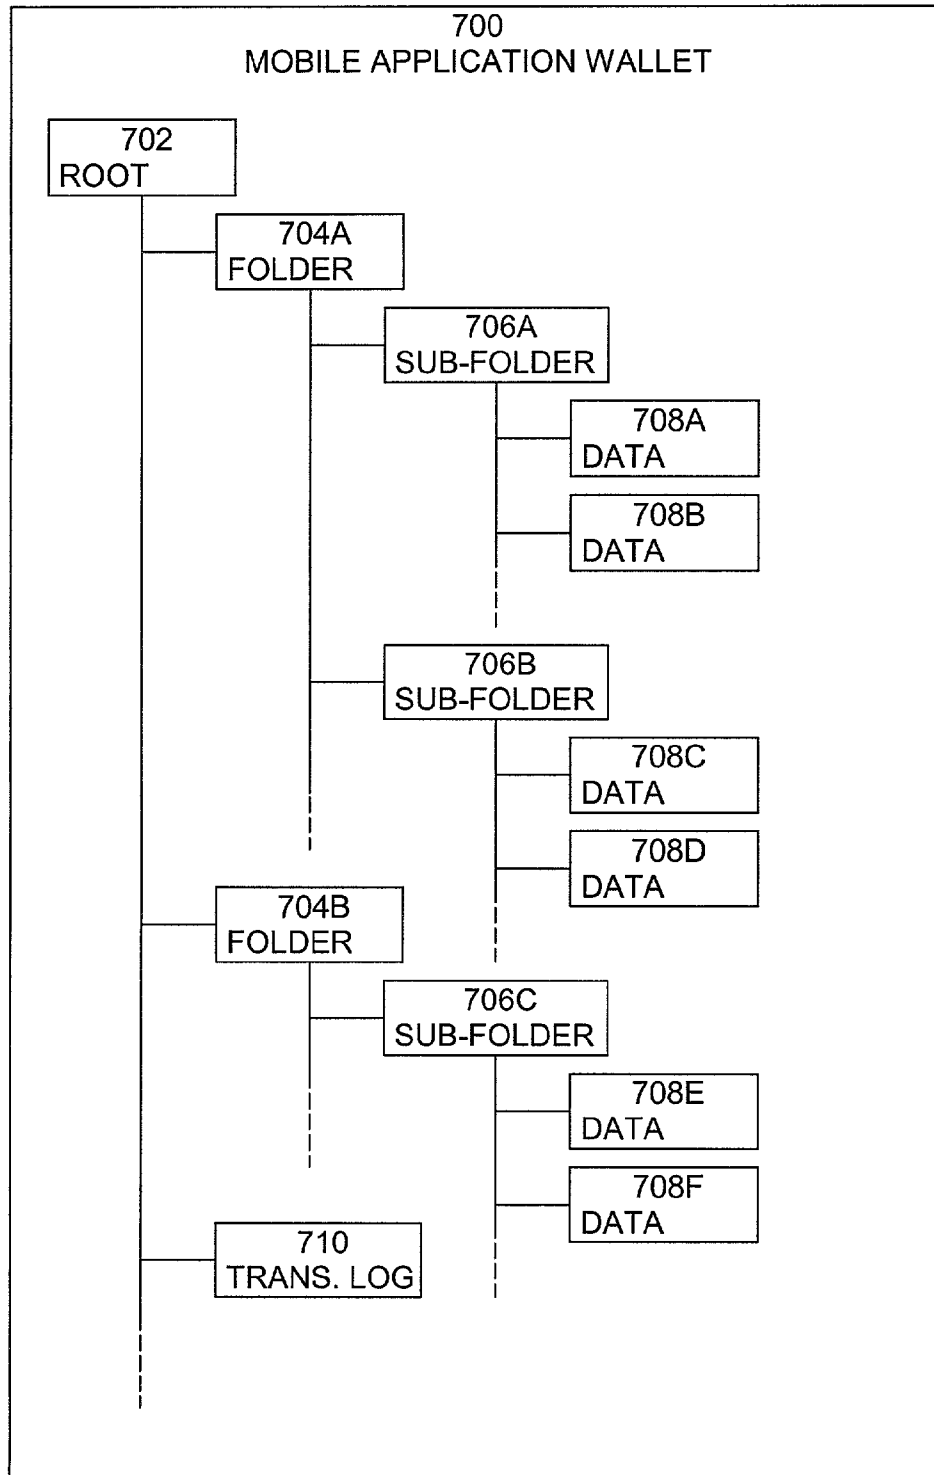 700
MOBILE APPLICATION WALLET
702
ROOT
704A
FOLDER
706A
SUB-FOLDER
708A
DATA
708B
DATA
706B
SUB-FOLDER
708C
DATA
708D
DATA
704B
FOLDER
706C
SUB-FOLDER
708E
DATA
708F
DATA
710
TRANS. LOG